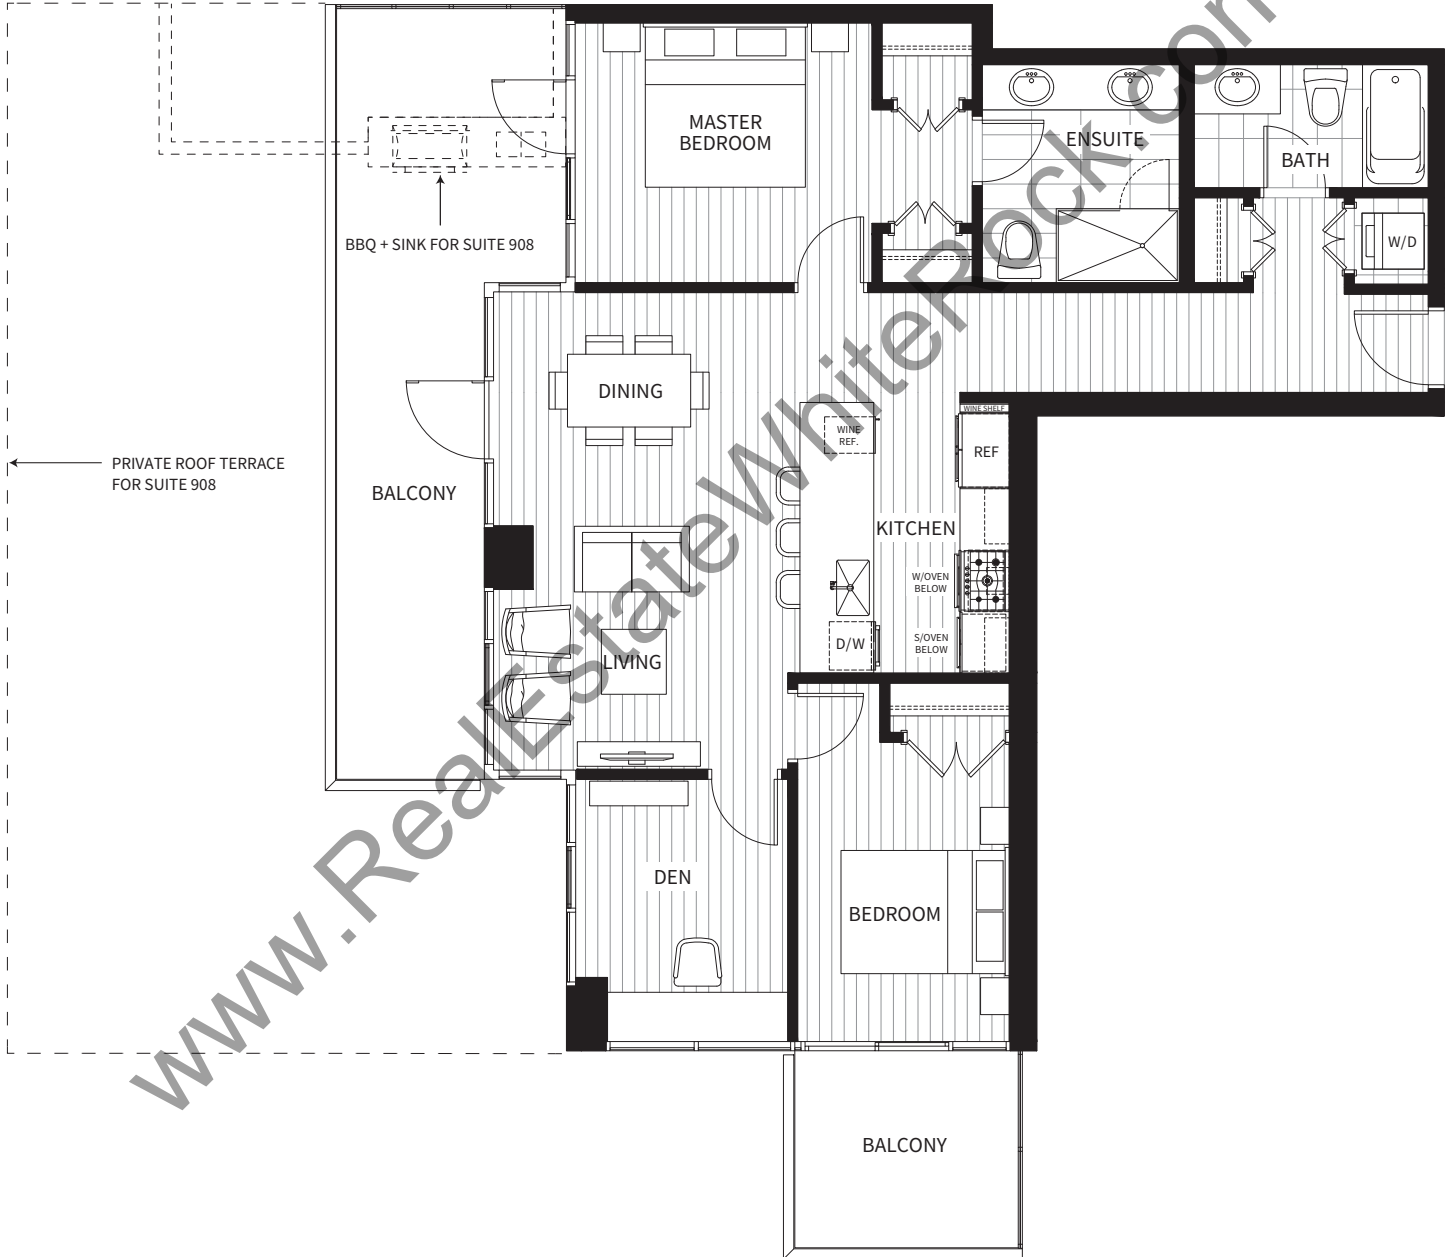 MASTER
BEDROOM
ENSUITE
BATH
W/D
BBQ + SINK FOR SUITE 908
DINING
WINE SHELF
WINE
REF.
REF
PRIVATE ROOF TERRACE
FOR SUITE 908
BALCONY
KITCHEN
W/OVEN
BELOW
S/OVEN
BELOW
D/W
LIVING
DEN
BEDROOM
BALCONY
www.RealEstateWhiteRock.com